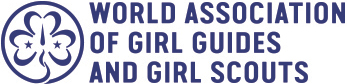 WORLD ASSOCIATION
OF GIRL GUIDES
AND GIRL SCOUTS